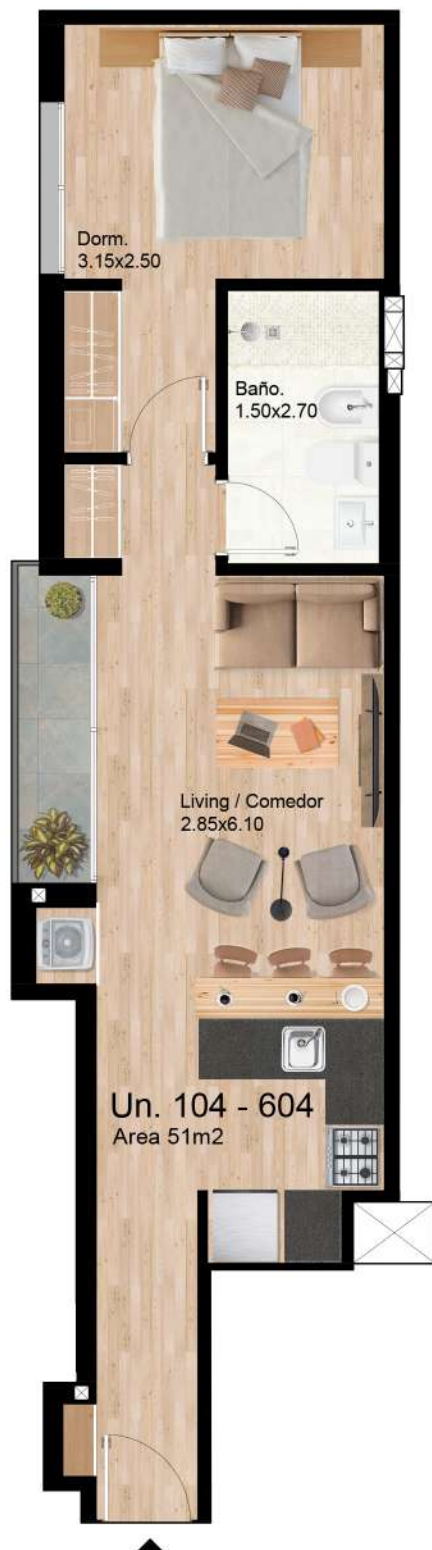 Dorm.
3.15x2.50
Baño.
1.50x2.70
Living / Comedor
2.85x6.10
Un. 104 - 604
Area 51m2